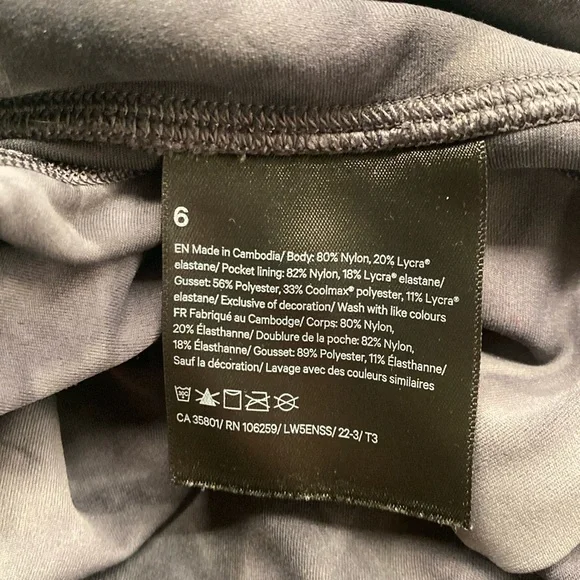 6
EN Made in Cambodia/ Body: 80% Nylon, 20% Lycra®
elastane/ Pocket lining: 82% Nylon, 18% Lycra® elastane/
Gusset: 56% Polyester, 33% Coolmax® polyester, 11% Lycra®
elastane/ Exclusive of decoration/ Wash with like colours
FR Fabriqué au Cambodge/ Corps: 80% Nylon,
20% Élasthanne/ Doublure de la poche: 82% Nylon,
18% Élasthanne/ Gousset: 89% Polyester, 11% Élasthanne/
Sauf la décoration/ Lavage avec des couleurs similaires
CA 35801/ RN 106259/ LW5ENSS/ 22-3/ T3